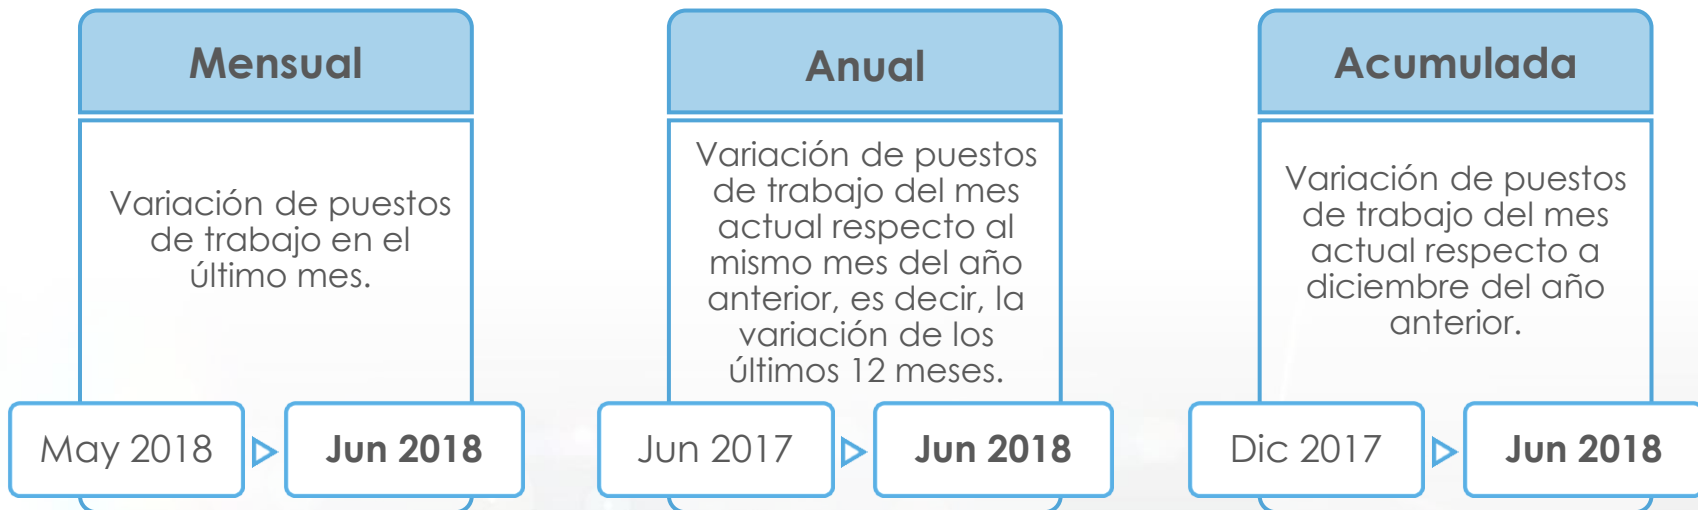 Mensual
Variación de puestos
de trabajo en el
último mes.
May 2018
Jun 2018
Anual
Variación de puestos
de trabajo del mes
actual respecto al
mismo mes del año
anterior, es decir, la
variación de los
últimos 12 meses.
Jun 2017
Jun 2018
Acumulada
Variación de puestos
de trabajo del mes
actual respecto a
diciembre del año
anterior.
Dic 2017
Jun 2018